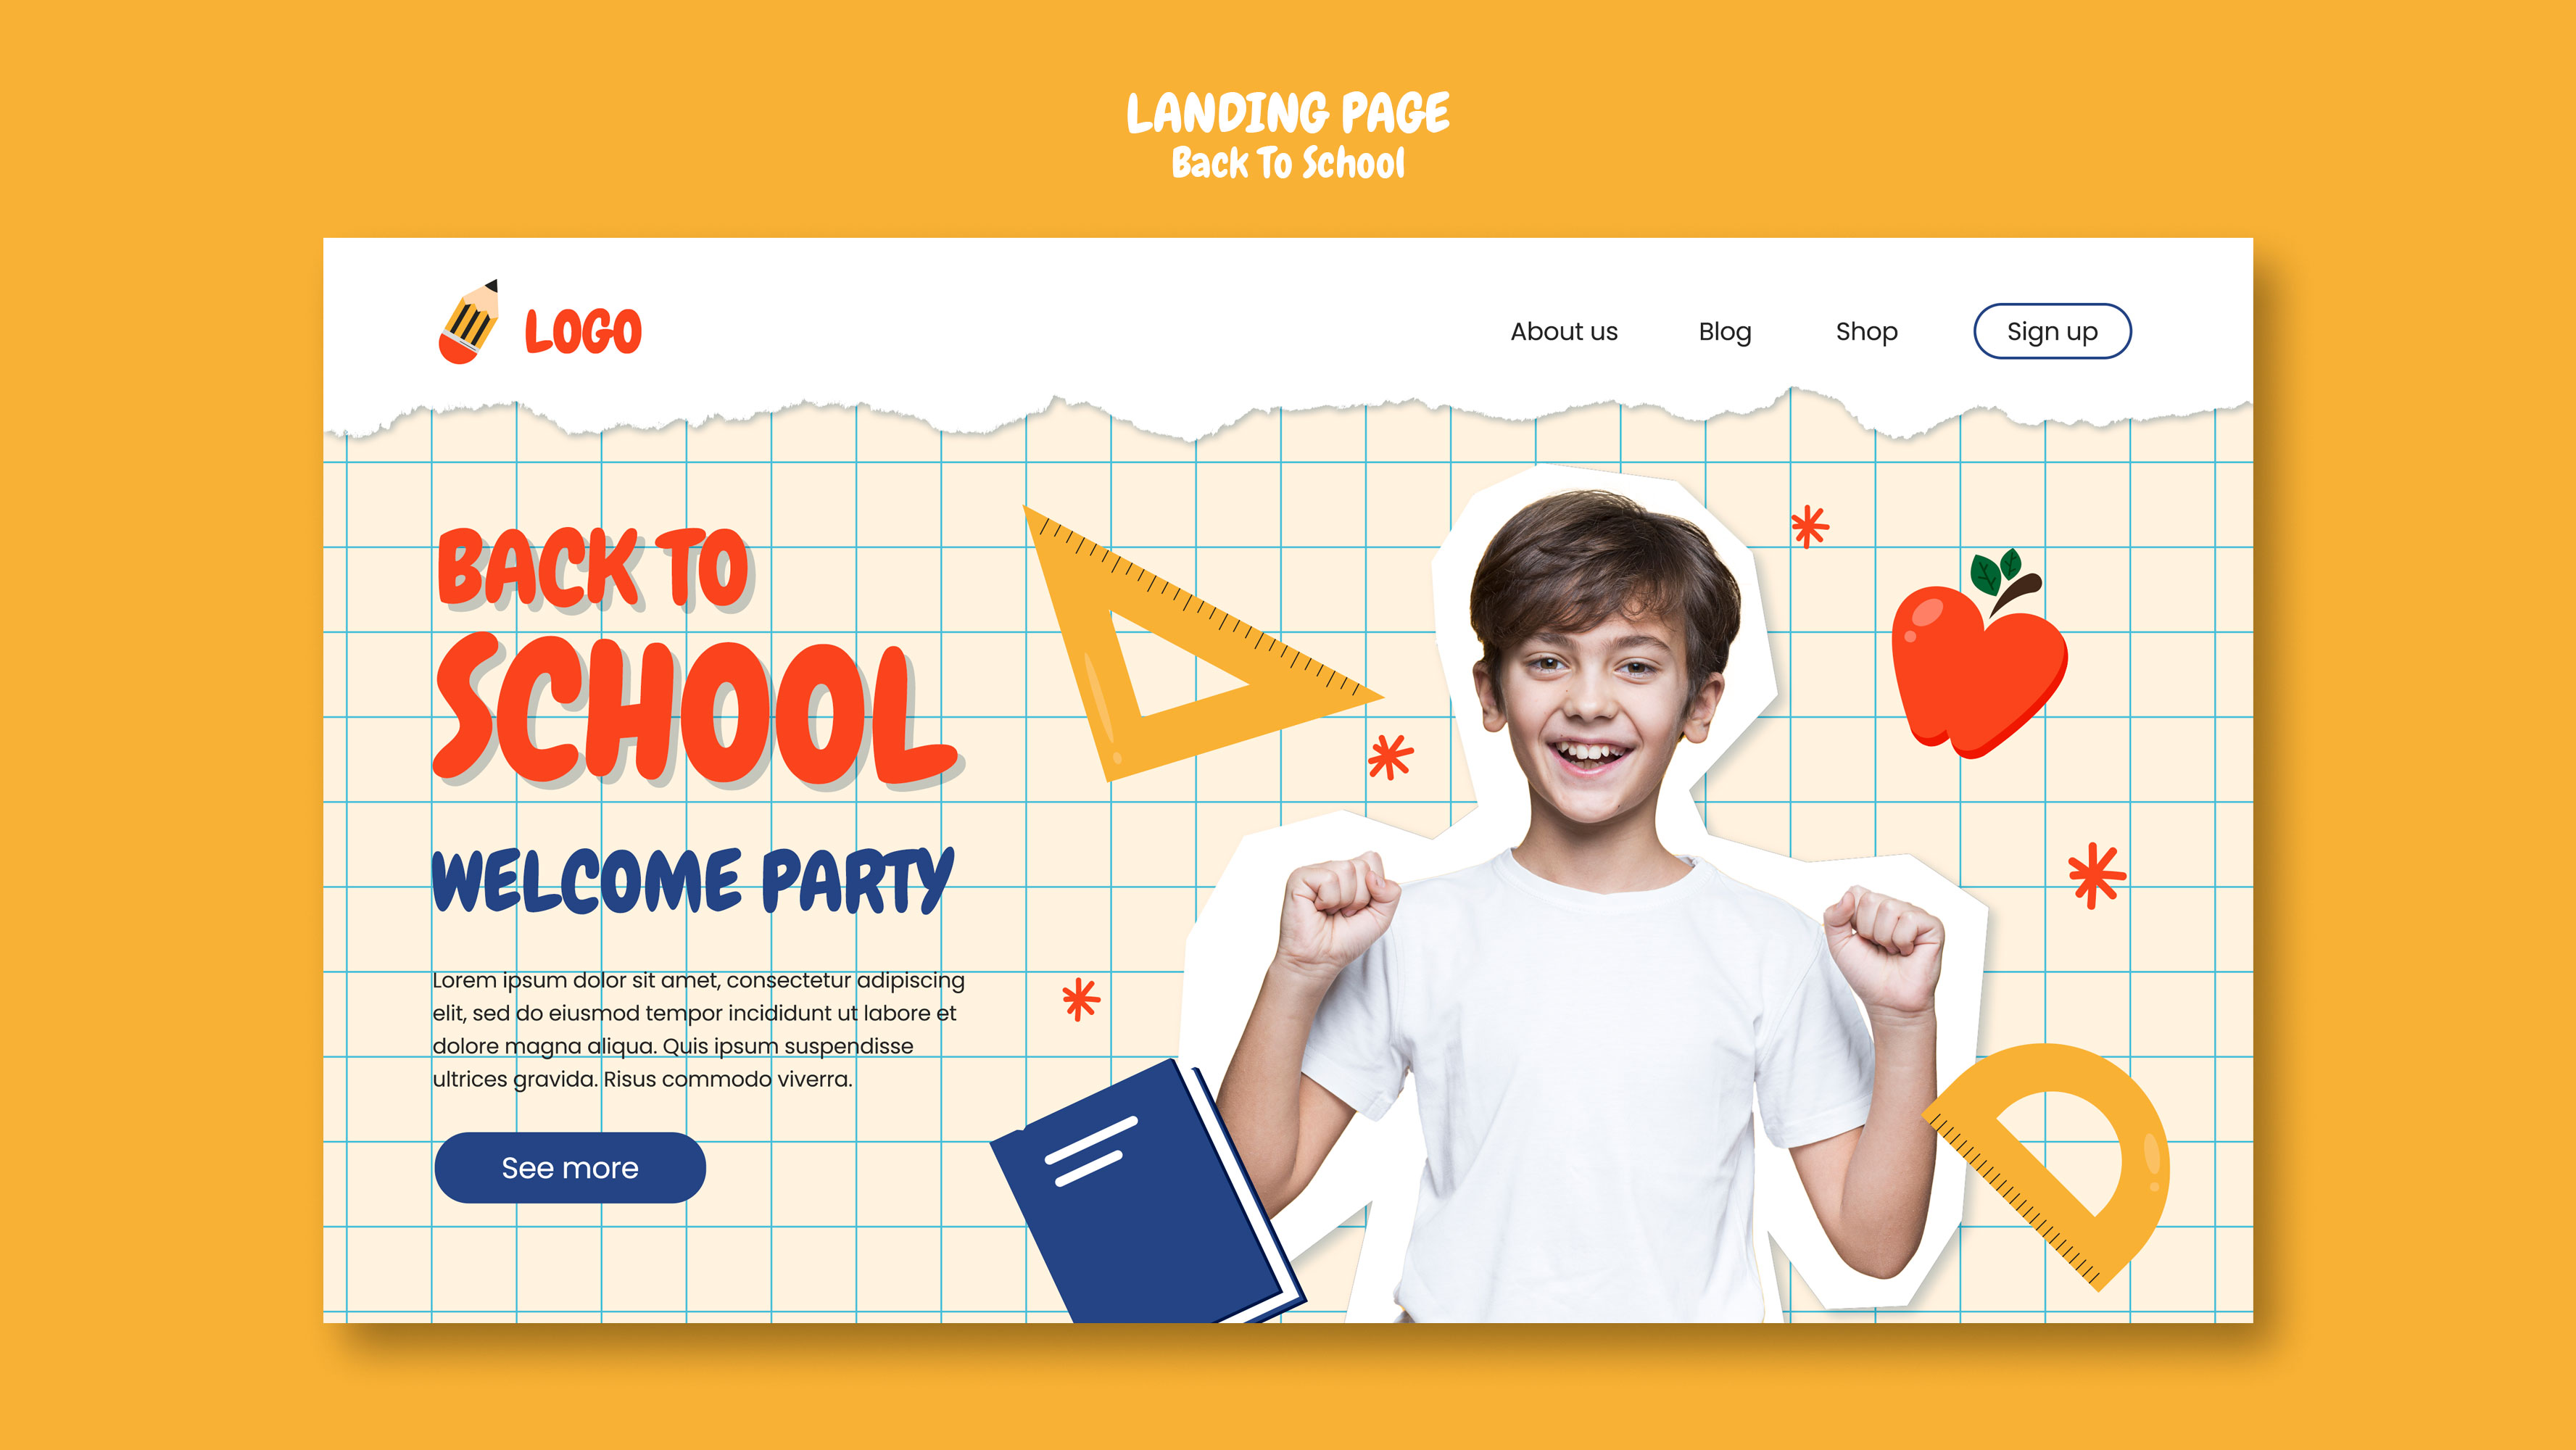 LANDING PAGE
Back To School
LOGO
About us
Blog
Shop
Sign up
BACK TO
SCHOOL
WELCOME PARTY
Lorem ipsum dolor sit amet, consectetur adipiscing
elit, sed do eiusmod tempor incididunt ut labore et
dolore magna aliqua. Quis ipsum suspendisse
ultrices gravida. Risus commodo viverra.
See more